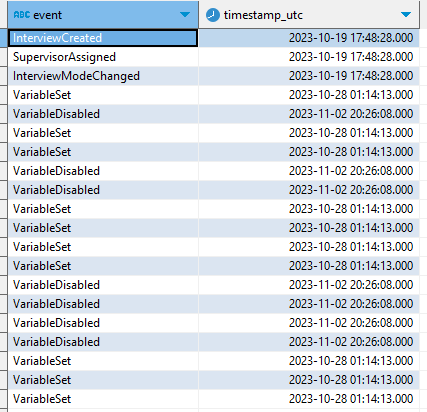 ABC event timestamp_utc
InterviewCreated 2023-10-19 17:48:28.000
SupervisorAssigned 2023-10-19 17:48:28.000
InterviewModeChanged 2023-10-19 17:48:28.000
VariableSet 2023-10-28 01:14:13.000
VariableDisabled 2023-11-02 20:26:08.000
VariableSet 2023-10-28 01:14:13.000
VariableSet 2023-10-28 01:14:13.000
VariableDisabled 2023-11-02 20:26:08.000
VariableDisabled 2023-11-02 20:26:08.000
VariableSet 2023-10-28 01:14:13.000
VariableSet 2023-10-28 01:14:13.000
VariableSet 2023-10-28 01:14:13.000
VariableSet 2023-10-28 01:14:13.000
VariableDisabled 2023-11-02 20:26:08.000
VariableDisabled 2023-11-02 20:26:08.000
VariableDisabled 2023-11-02 20:26:08.000
VariableDisabled 2023-11-02 20:26:08.000
VariableSet 2023-10-28 01:14:13.000
VariableSet 2023-10-28 01:14:13.000
VariableSet 2023-10-28 01:14:13.000